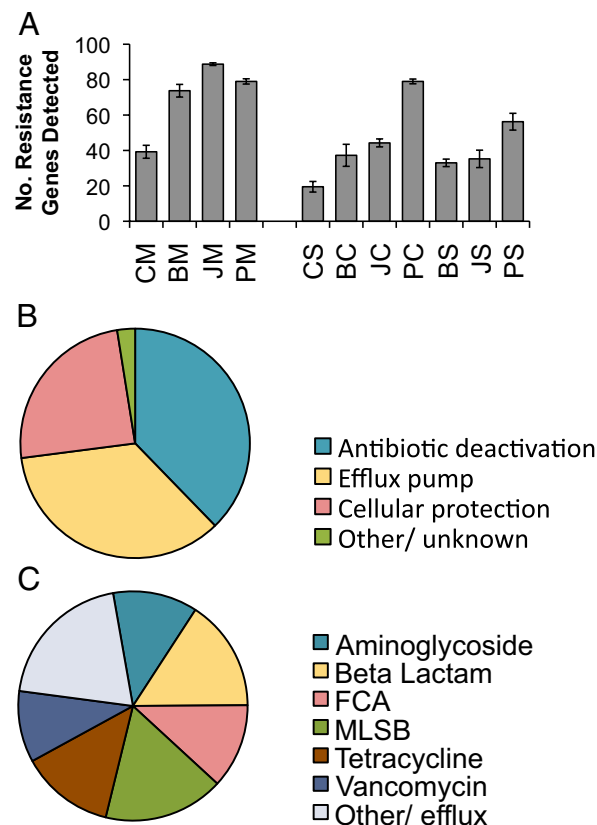 A
No. Resistance
Genes Detected
100
80
60
40
20
0
CM
BM
JM
PM
CS
BC
JC
PC
BS
JS
PS
B
Antibiotic deactivation
Efflux pump
Cellular protection
Other/ unknown
C
Aminoglycoside
Beta Lactam
FCA
MLSB
Tetracycline
Vancomycin
Other/ efflux